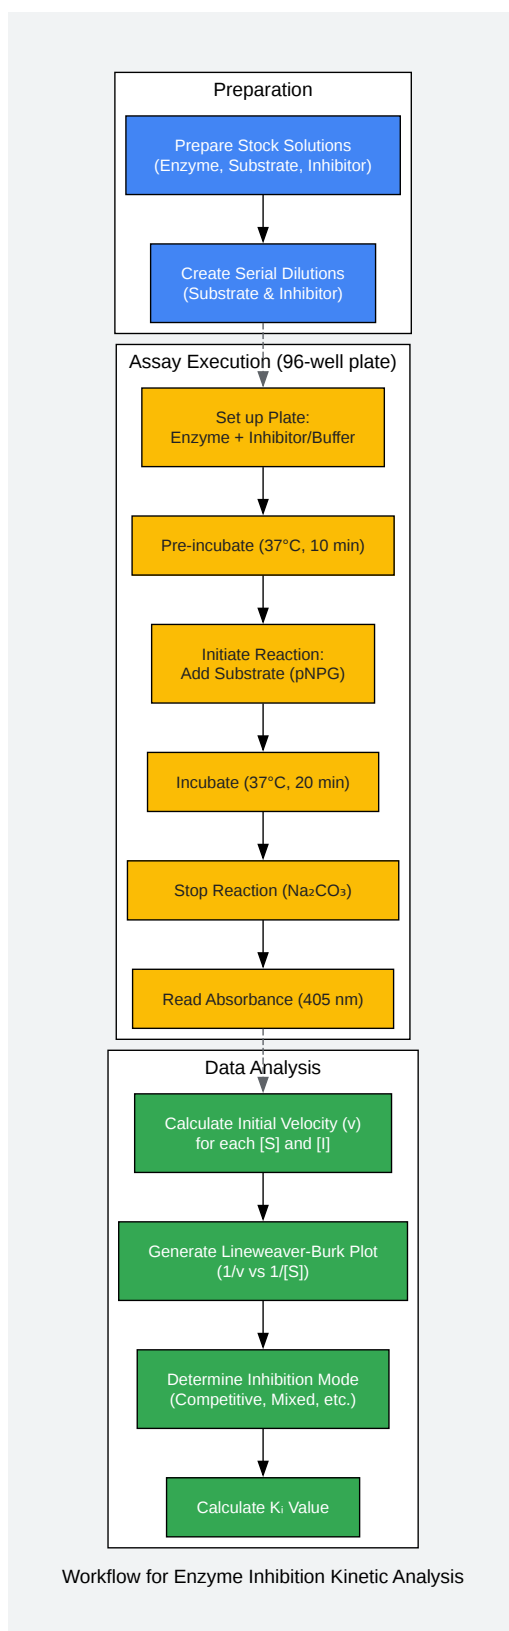 Preparation
Prepare Stock Solutions
(Enzyme, Substrate, Inhibitor)
Create Serial Dilutions
(Substrate & Inhibitor)
Assay Execution (96-well plate)
Set up Plate:
Enzyme + Inhibitor/Buffer
Pre-incubate (37°C, 10 min)
Initiate Reaction:
Add Substrate (pNPG)
Incubate (37°C, 20 min)
Stop Reaction (Na₂CO₃)
Read Absorbance (405 nm)
Data Analysis
Calculate Initial Velocity (v)
for each [S] and [I]
Generate Lineweaver-Burk Plot
(1/v vs 1/[S])
Determine Inhibition Mode
(Competitive, Mixed, etc.)
Calculate Kᵢ Value
Workflow for Enzyme Inhibition Kinetic Analysis